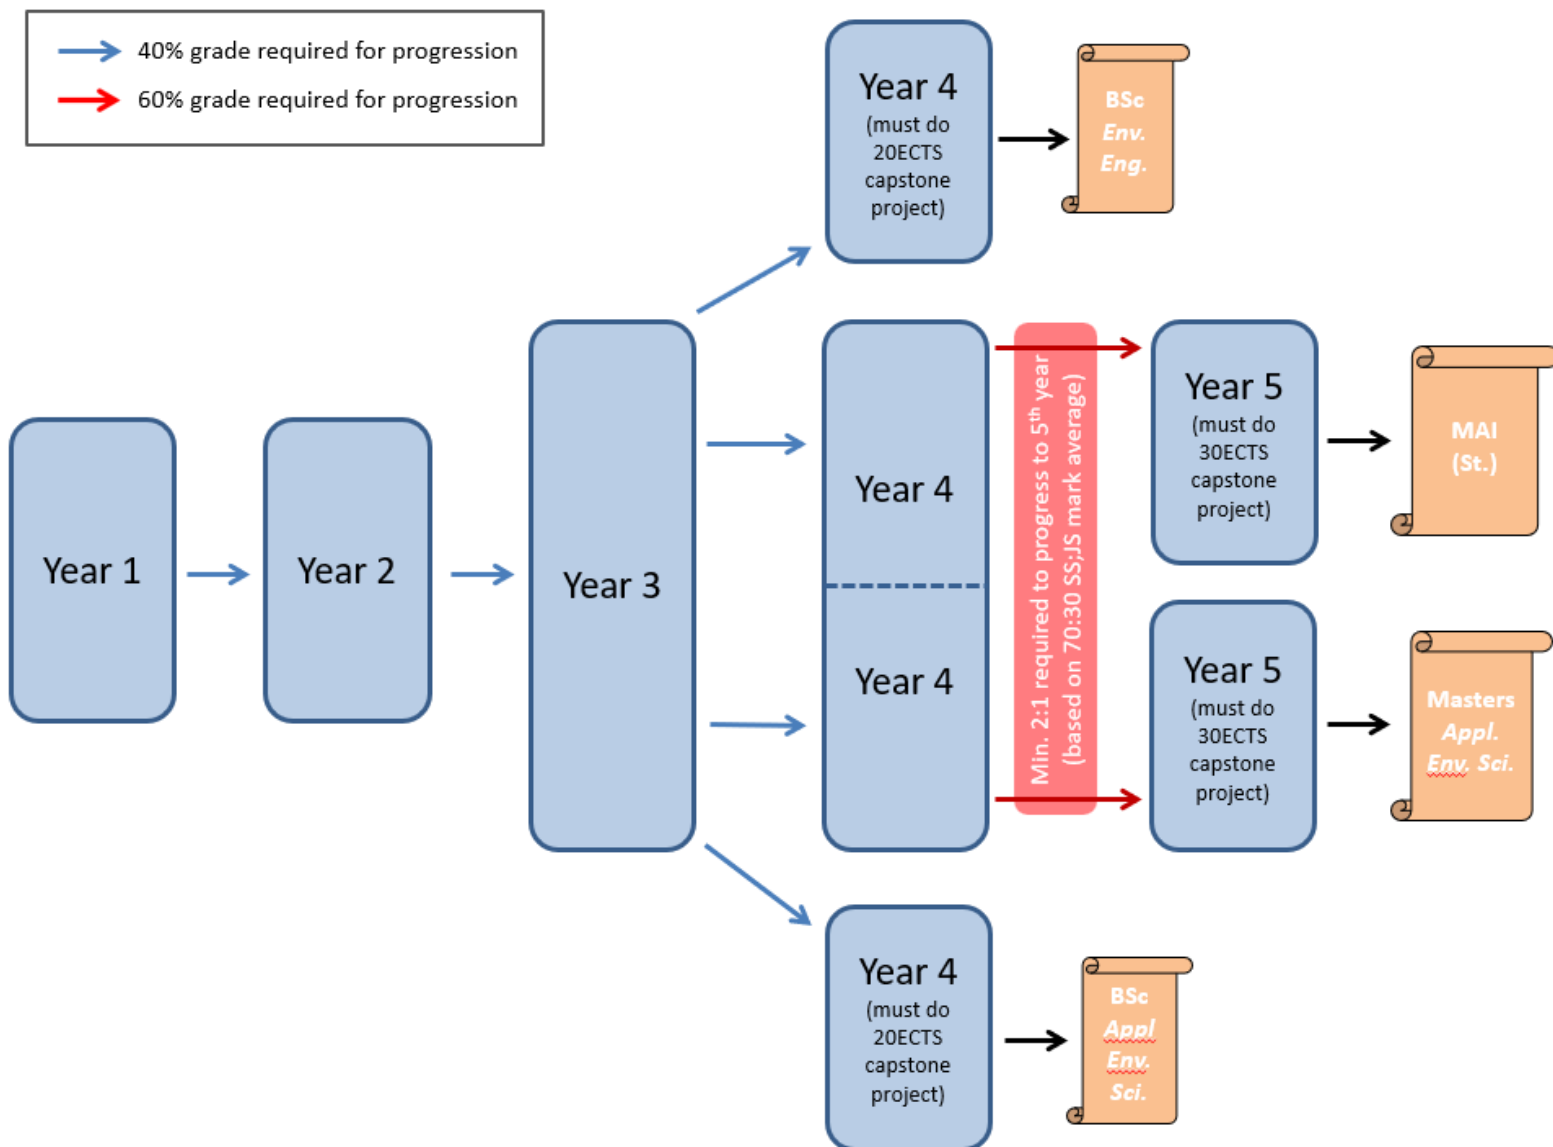 40% grade required for progression
60% grade required for progression
Year 4
(must do
20ECTS
capstone
project)
BSc
Env.
Eng.
Year 1
Year 2
Year 3
Year 4
Year 4
Min. 2:1 required to progress to 5th year
(based on 70:30 SS;JS mark average)
Year 5
(must do
30ECTS
capstone
project)
MAI
(St.)
Year 5
(must do
30ECTS
capstone
project)
Masters
Appl.
Env. Sci.
Year 4
(must do
20ECTS
capstone
project)
BSc
Appl
Env.
Sci.